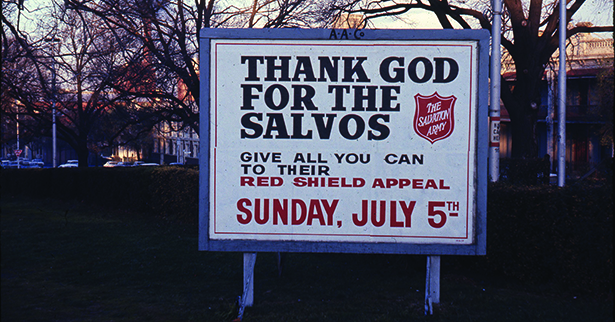 A·A·Co
THANK GOD
FOR THE
SALVOS
THE
SALVATION
ARMY
GIVE ALL YOU CAN
TO THEIR
RED SHIELD APPEAL
SUNDAY, JULY 5TH